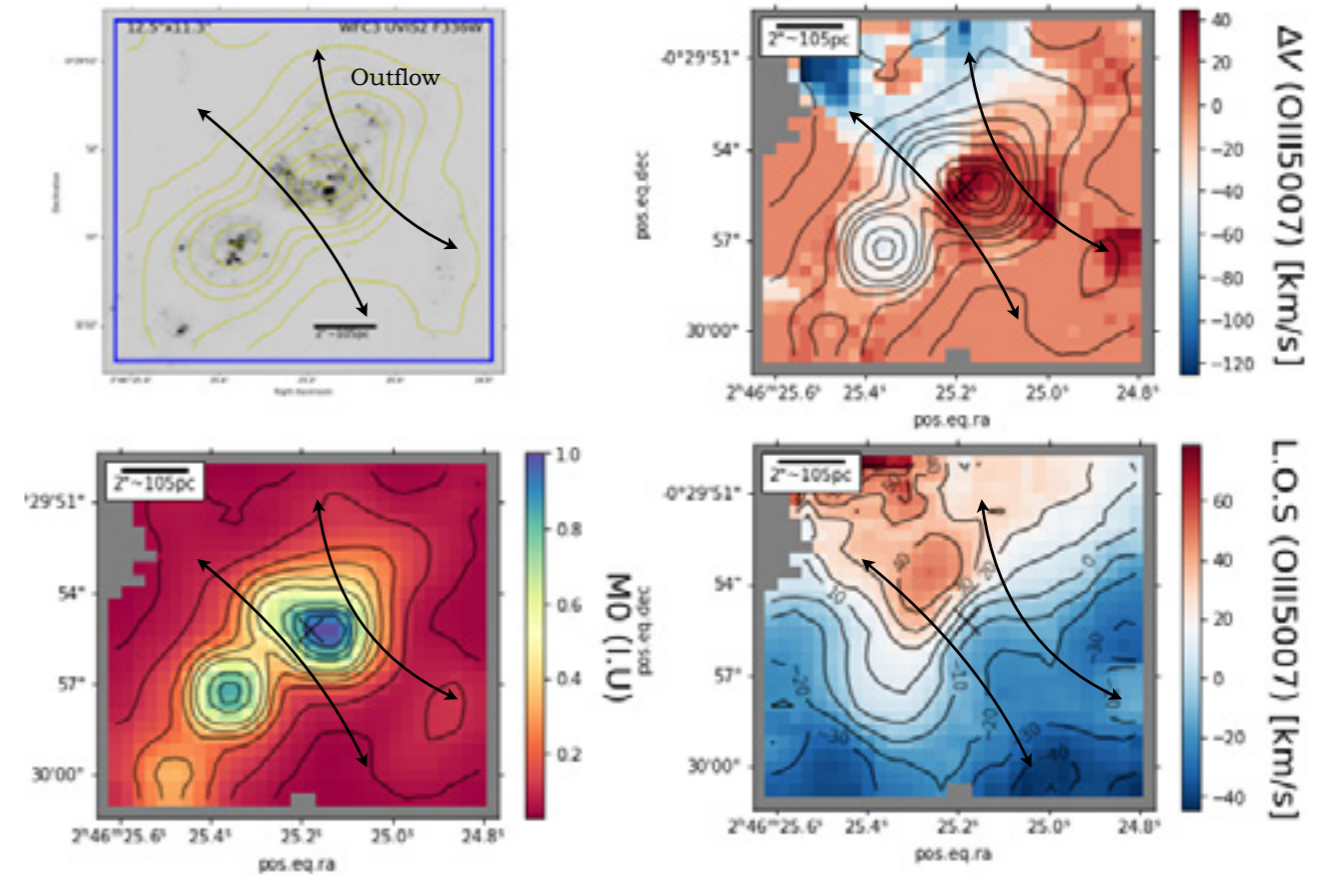 12.5"x11.3" WFC3 UVIS2 F336W
Outflow
2"~105pc
Declination
Right Ascension
2"~105pc
-0°29'51"
54"
57"
30'00"
2ʰ46ᵐ25.6ˢ 25.4ˢ 25.2ˢ 25.0ˢ 24.8ˢ
pos.eq.ra
pos.eq.dec
40
20
0
−20
−40
−60
−80
−100
−120
ΔV (OIII5007) [km/s]
2"~105pc
'29'51"
54"
57"
30'00"
2ʰ46ᵐ25.6ˢ 25.4ˢ 25.2ˢ 25.0ˢ 24.8ˢ
pos.eq.ra
1.0
0.8
0.6
0.4
0.2
M0 (I.U)
pos.eq.dec
2"~105pc
-0°29'51"
54"
57"
30'00"
2ʰ46ᵐ25.6ˢ 25.4ˢ 25.2ˢ 25.0ˢ 24.8ˢ
pos.eq.ra
60
40
20
0
−20
−40
L.O.S (OIII5007) [km/s]